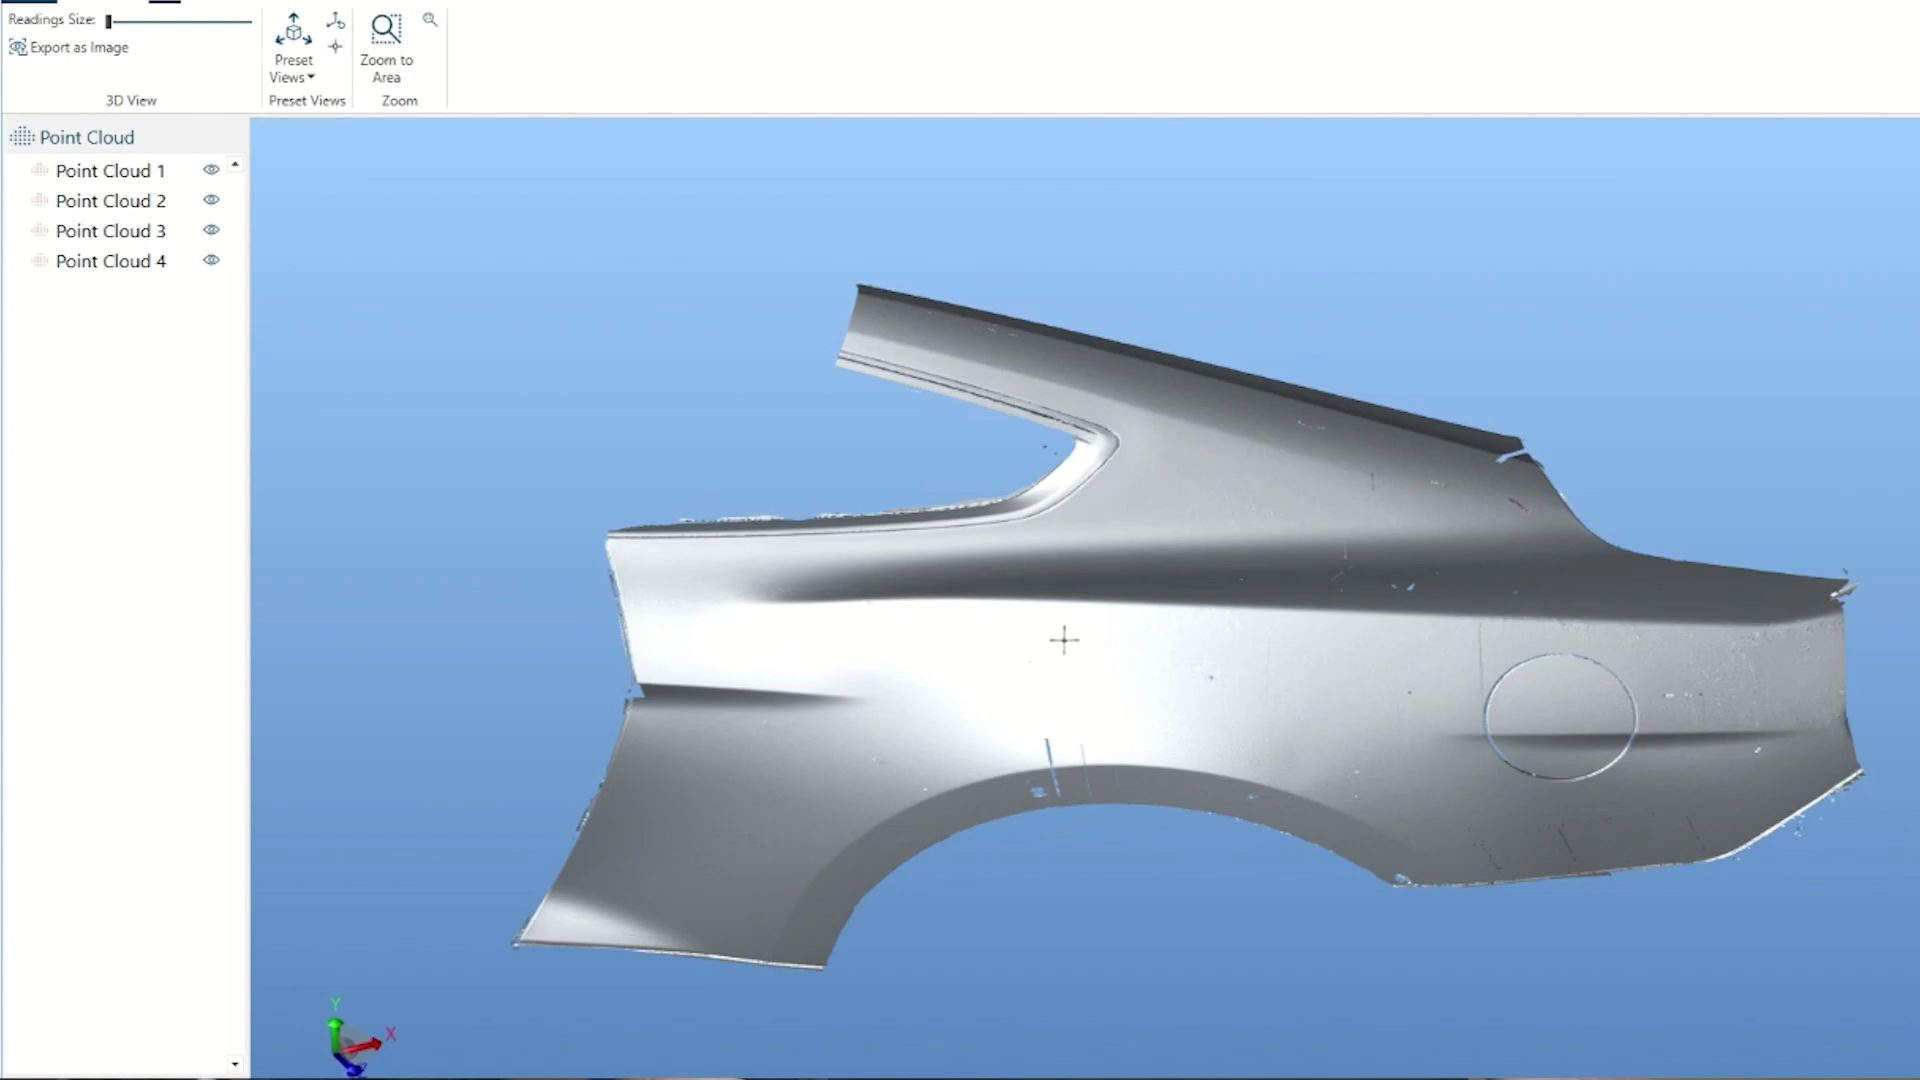 Readings Size:
Export as Image
3D View
Preset
Views
Preset Views
Zoom to
Area
Zoom
Point Cloud
Point Cloud 1
Point Cloud 2
Point Cloud 3
Point Cloud 4
Y
X